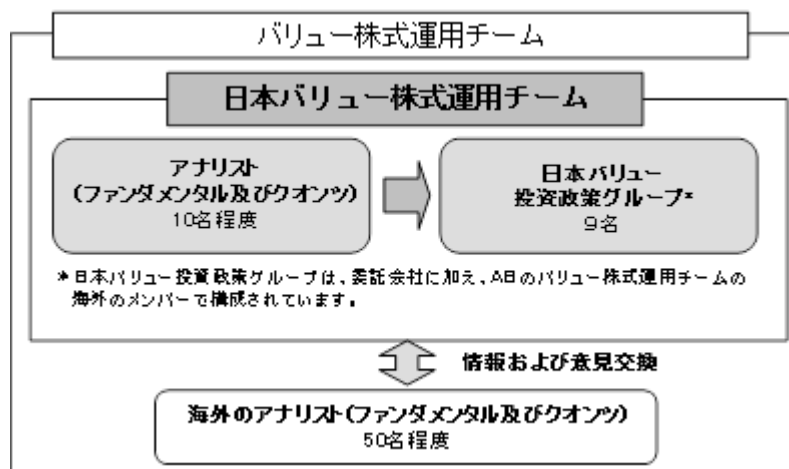 バリュー株式運用チーム
日本バリュー株式運用チーム
アナリスト
(ファンダメンタル及びクオンツ)
10名程度
日本バリュー
投資政策グループ*
9名
*日本バリュー投資政策グループは、委託会社に加え、ABのバリュー株式運用チームの
海外のメンバーで構成されています。
情報および意見交換
海外のアナリスト(ファンダメンタル及びクオンツ)
50名程度